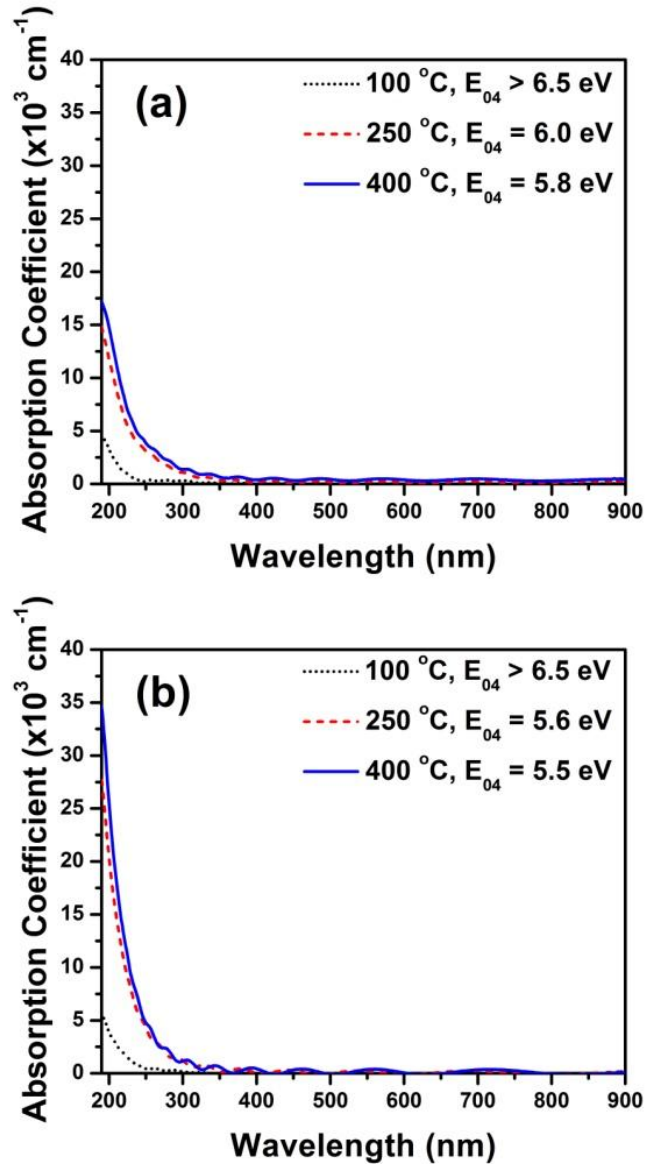 40
35
30
25
20
15
10
5
0
Absorption Coefficient (x10³ cm⁻¹)
(a)
100 °C, E₀₄ > 6.5 eV
250 °C, E₀₄ = 6.0 eV
400 °C, E₀₄ = 5.8 eV
200 300 400 500 600 700 800 900
Wavelength (nm)
40
35
30
25
20
15
10
5
0
Absorption Coefficient (x10³ cm⁻¹)
(b)
100 °C, E₀₄ > 6.5 eV
250 °C, E₀₄ = 5.6 eV
400 °C, E₀₄ = 5.5 eV
200 300 400 500 600 700 800 900
Wavelength (nm)